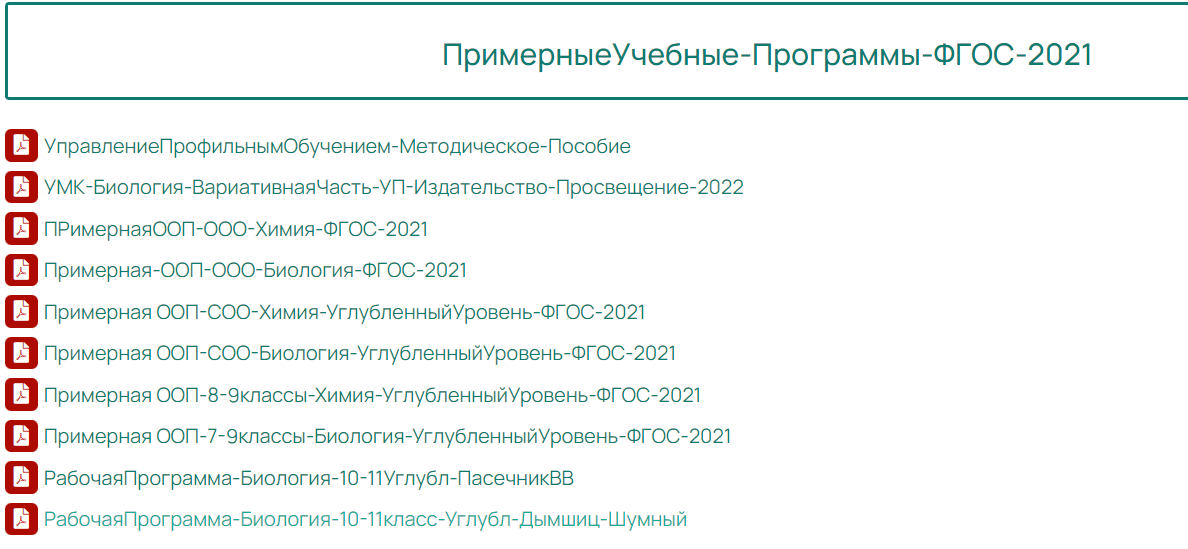 ПримерныеУчебные-Программы-ФГОС-2021
УправлениеПрофильнымОбучением-Методическое-Пособие
УМК-Биология-ВариативнаяЧасть-УП-Издательство-Просвещение-2022
ПРимернаяООП-ООО-Химия-ФГОС-2021
Примерная-ООП-ООО-Биология-ФГОС-2021
Примерная ООП-СОО-Химия-УглубленныйУровень-ФГОС-2021
Примерная ООП-СОО-Биология-УглубленныйУровень-ФГОС-2021
Примерная ООП-8-9классы-Химия-УглубленныйУровень-ФГОС-2021
Примерная ООП-7-9классы-Биология-УглубленныйУровень-ФГОС-2021
РабочаяПрограмма-Биология-10-11Углубл-ПасечникВВ
РабочаяПрограмма-Биология-10-11класс-Углубл-Дымшиц-Шумный